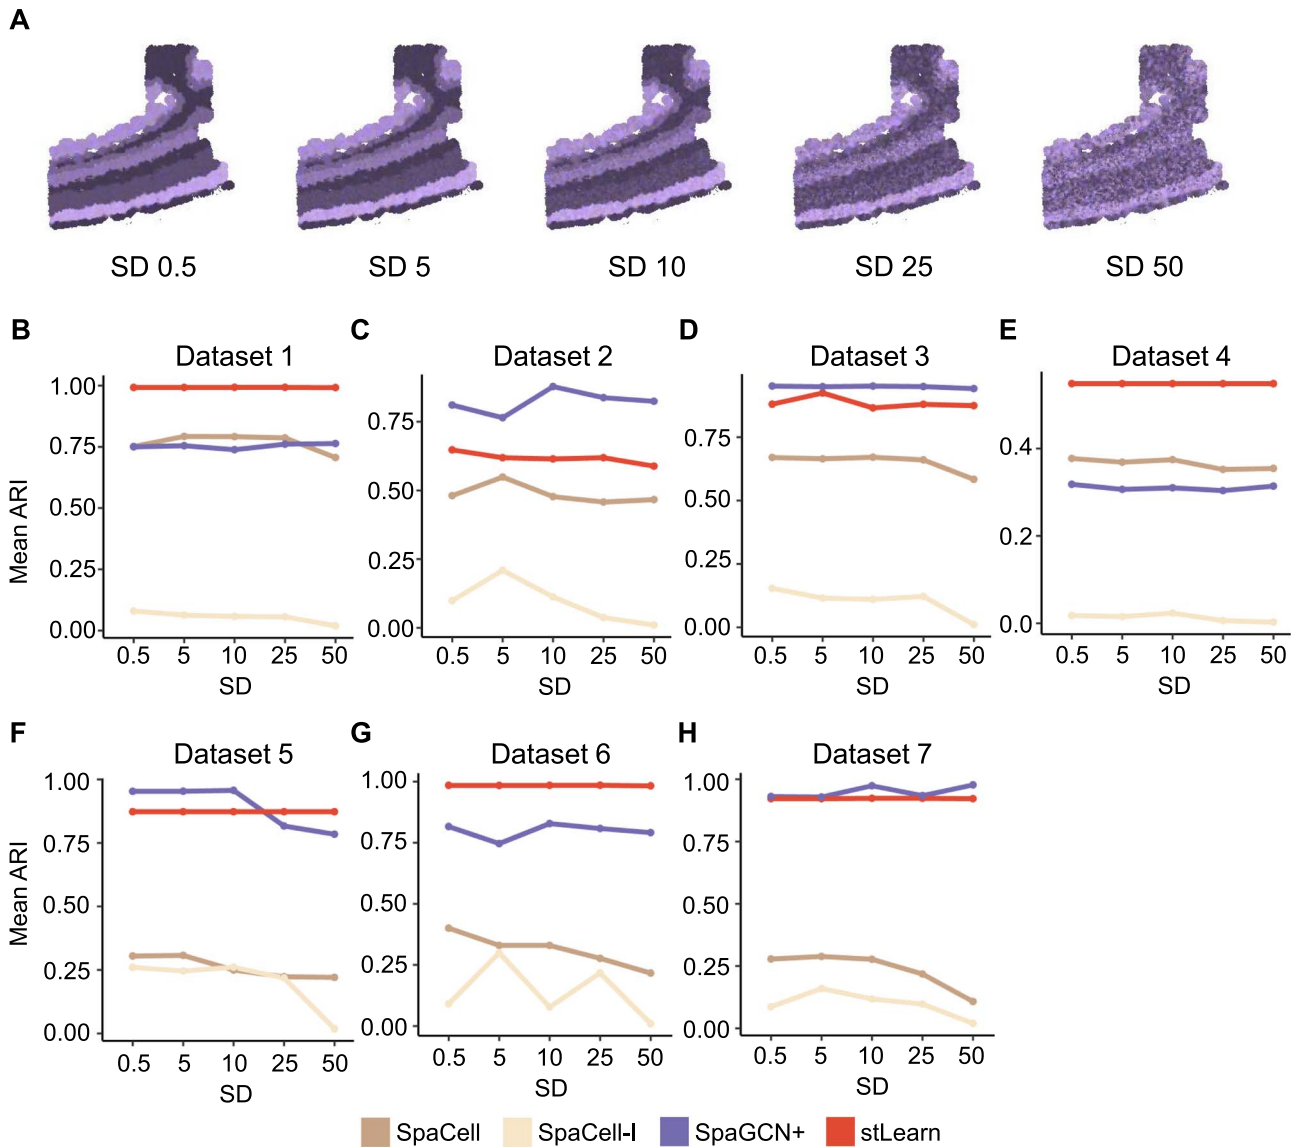 A
SD 0.5 SD 5 SD 10 SD 25 SD 50
B C D E
Dataset 1 Dataset 2 Dataset 3 Dataset 4
Mean ARI
1.00
0.75
0.50
0.25
0.00
0.5 5 10 25 50
SD
0.75
0.50
0.25
0.00
0.5 5 10 25 50
SD
0.75
0.50
0.25
0.00
0.5 5 10 25 50
SD
0.4
0.2
0.0
0.5 5 10 25 50
SD
F G H
Dataset 5 Dataset 6 Dataset 7
Mean ARI
1.00
0.75
0.50
0.25
0.00
0.5 5 10 25 50
SD
1.00
0.75
0.50
0.25
0.00
0.5 5 10 25 50
SD
1.00
0.75
0.50
0.25
0.00
0.5 5 10 25 50
SD
SpaCell SpaCell-I SpaGCN+ stLearn